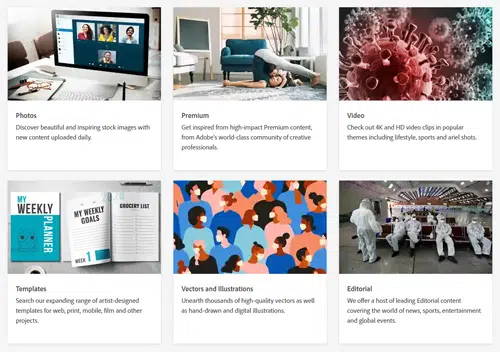 Photos
Discover beautiful and inspiring stock images with
new content uploaded daily.
Premium
Get inspired from high-impact Premium content,
from Adobe's world-class community of creative
professionals.
Video
Check out 4K and HD video clips in popular
themes including lifestyle, sports and ariel shots.
MY
WEEKLY
PLANNER
MY WEEKLY
GOALS
WEEK 1
GROCERY LIST
Templates
Search our expanding range of artist-designed
templates for web, print, mobile, film and other
projects.
Vectors and Illustrations
Unearth thousands of high-quality vectors as well
as hand-drawn and digital illustrations.
Editorial
We offer a host of leading Editorial content
covering the world of news, sports, entertainment
and global events.